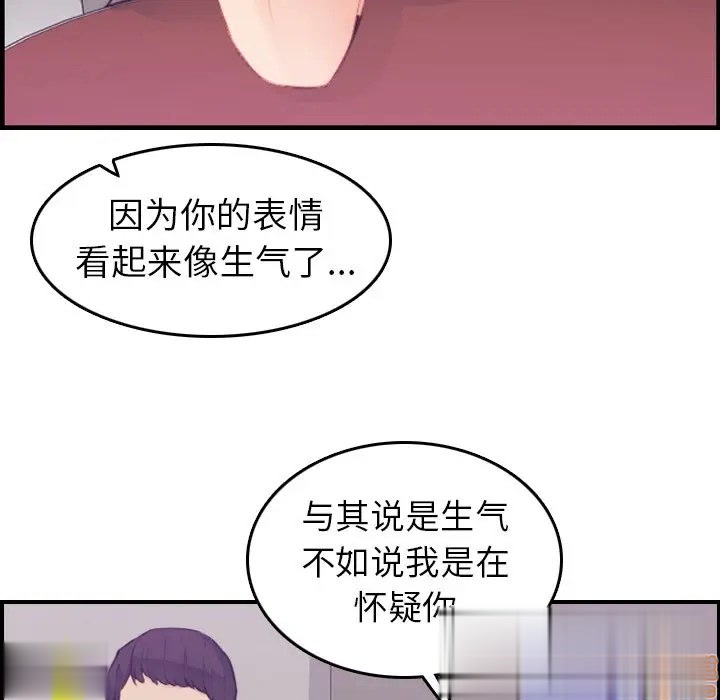 因为你的表情
看起来像生气了...
与其说是生气
不如说我是在
怀疑你